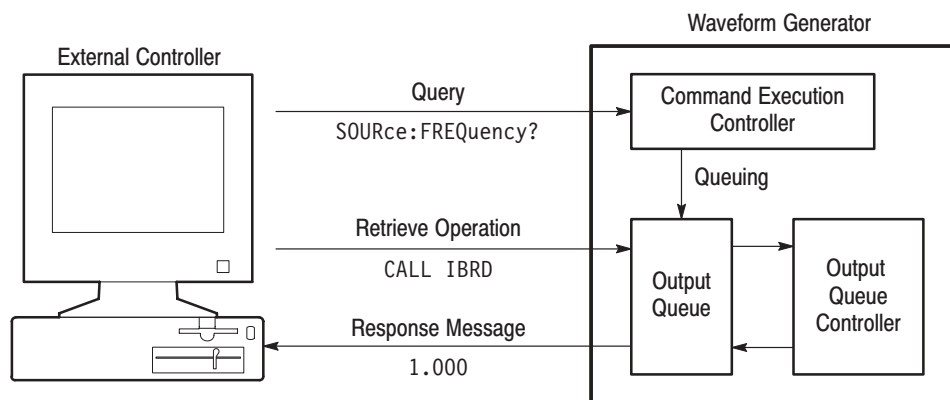 Waveform Generator
External Controller
Query
SOURce:FREQuency?
Command Execution
Controller
Queuing
Retrieve Operation
CALL IBRD
Output
Queue
Output
Queue
Controller
Response Message
1.000